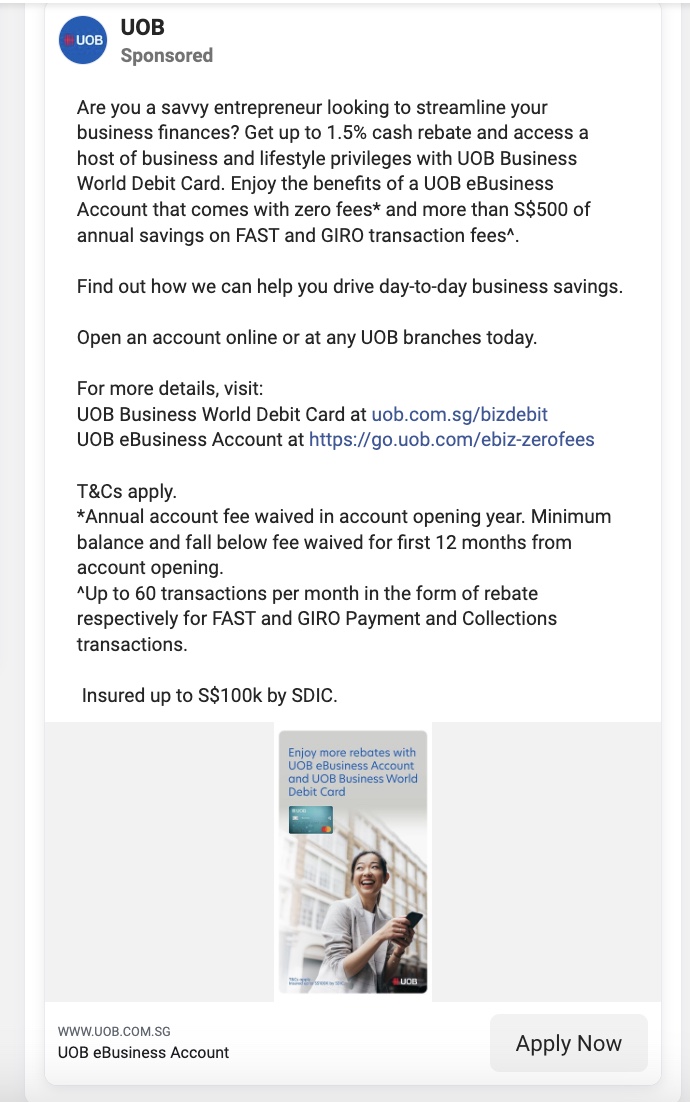 UOB
UOB
Sponsored
Are you a savvy entrepreneur looking to streamline your
business finances? Get up to 1.5% cash rebate and access a
host of business and lifestyle privileges with UOB Business
World Debit Card. Enjoy the benefits of a UOB eBusiness
Account that comes with zero fees* and more than S$500 of
annual savings on FAST and GIRO transaction fees^.
Find out how we can help you drive day-to-day business savings.
Open an account online or at any UOB branches today.
For more details, visit:
UOB Business World Debit Card at uob.com.sg/bizdebit
UOB eBusiness Account at https://go.uob.com/ebiz-zerofees
T&Cs apply.
*Annual account fee waived in account opening year. Minimum
balance and fall below fee waived for first 12 months from
account opening.
^Up to 60 transactions per month in the form of rebate
respectively for FAST and GIRO Payment and Collections
transactions.
Insured up to S$100k by SDIC.
Enjoy more rebates with
UOB eBusiness Account
and UOB Business World
Debit Card
UOB
WWW.UOB.COM.SG
UOB eBusiness Account
Apply Now